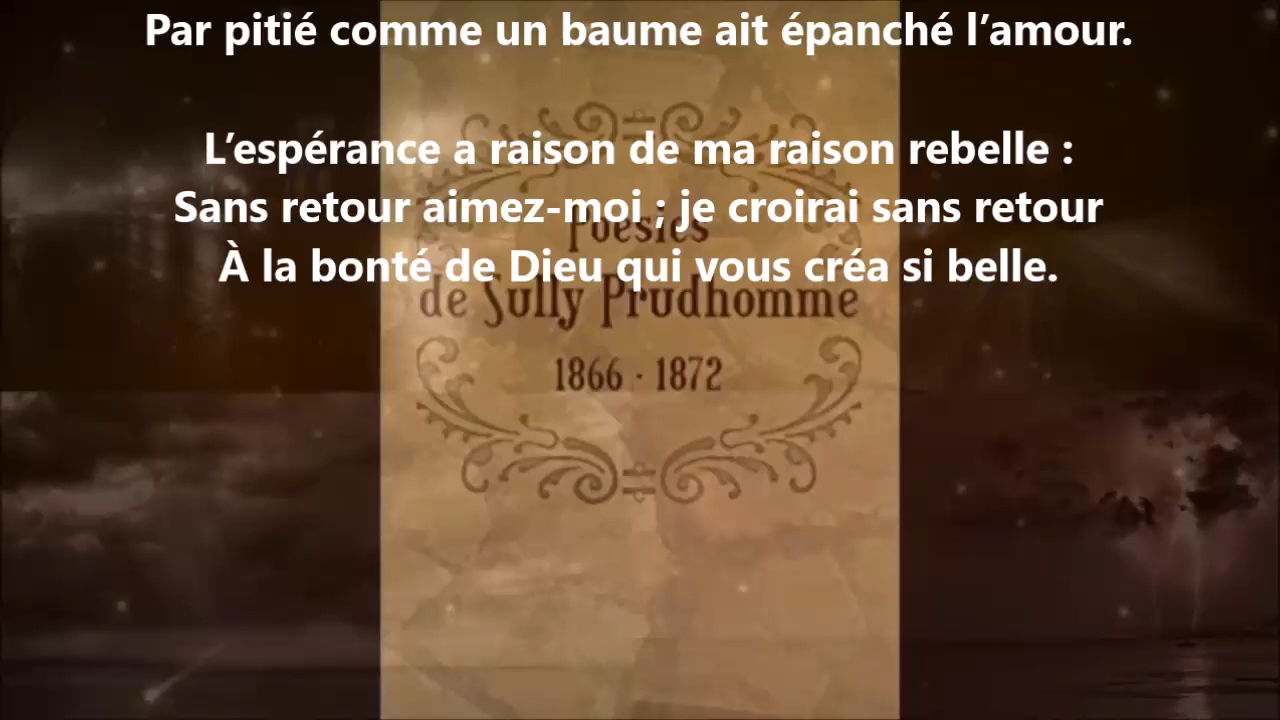 Par pitié comme un baume ait épanché l’amour.
L’espérance a raison de ma raison rebelle :
Sans retour aimez-moi ; je croirai sans retour
À la bonté de Dieu qui vous créa si belle.
Poésies
de Sully Prudhomme
1866 · 1872